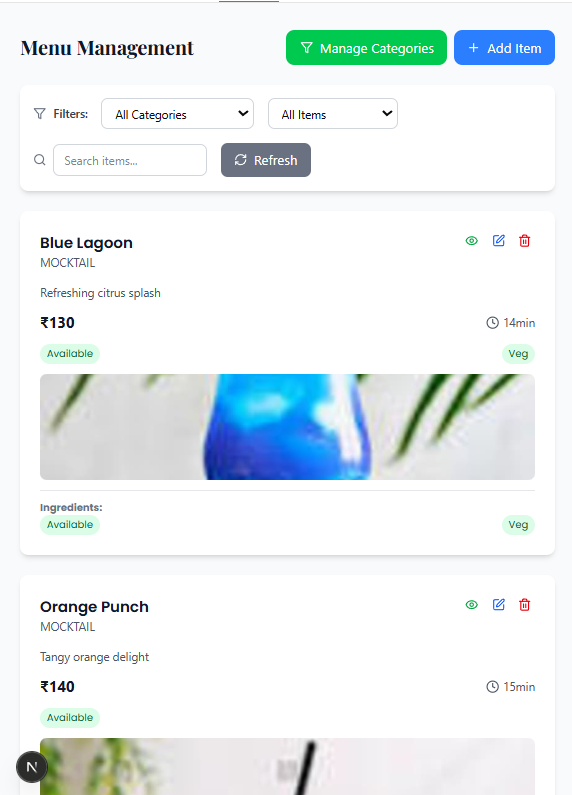 Menu Management
Manage Categories
Add Item
Filters:
All Categories
All Items
Search items...
Refresh
Blue Lagoon
MOCKTAIL
Refreshing citrus splash
₹130
14min
Available
Veg
Ingredients:
Available
Veg
Orange Punch
MOCKTAIL
Tangy orange delight
₹140
15min
Available
N